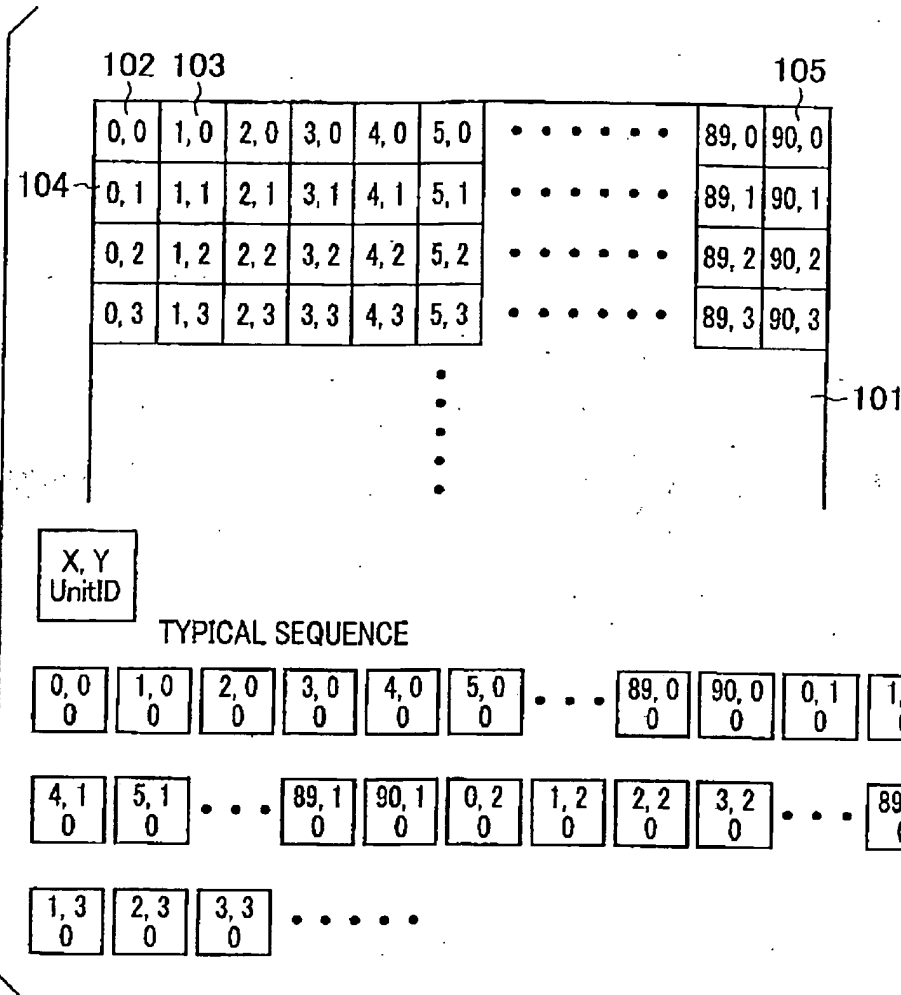 102 103 105
0, 0 1, 0 2, 0 3, 0 4, 0 5, 0 • • • • • • 89, 0 90, 0
104 0, 1 1, 1 2, 1 3, 1 4, 1 5, 1 • • • • • • 89, 1 90, 1
0, 2 1, 2 2, 2 3, 2 4, 2 5, 2 • • • • • • 89, 2 90, 2
0, 3 1, 3 2, 3 3, 3 4, 3 5, 3 • • • • • • 89, 3 90, 3
101
X, Y
UnitID
TYPICAL SEQUENCE
0, 0 1, 0 2, 0 3, 0 4, 0 5, 0 • • • 89, 0 90, 0 0, 1 1,
0 0 0 0 0 0 0 0 0
4, 1 5, 1 • • • 89, 1 90, 1 0, 2 1, 2 2, 2 3, 2 • • • 89
0 0 0 0 0 0 0 0
1, 3 2, 3 3, 3 • • • • •
0 0 0